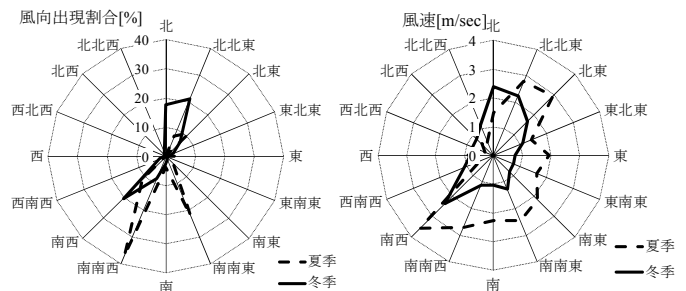 風向出現割合[%]
北
40
30
20
10
0
北北東
北東
東北東
東
東南東
南東
南南東
南
南南西
南西
西南西
西
西北西
北西
北北西
夏季
冬季
風速[m/sec]
北
4
3
2
1
0
北北東
北東
東北東
東
東南東
南東
南南東
南
南南西
南西
西南西
西
西北西
北西
北北西
夏季
冬季